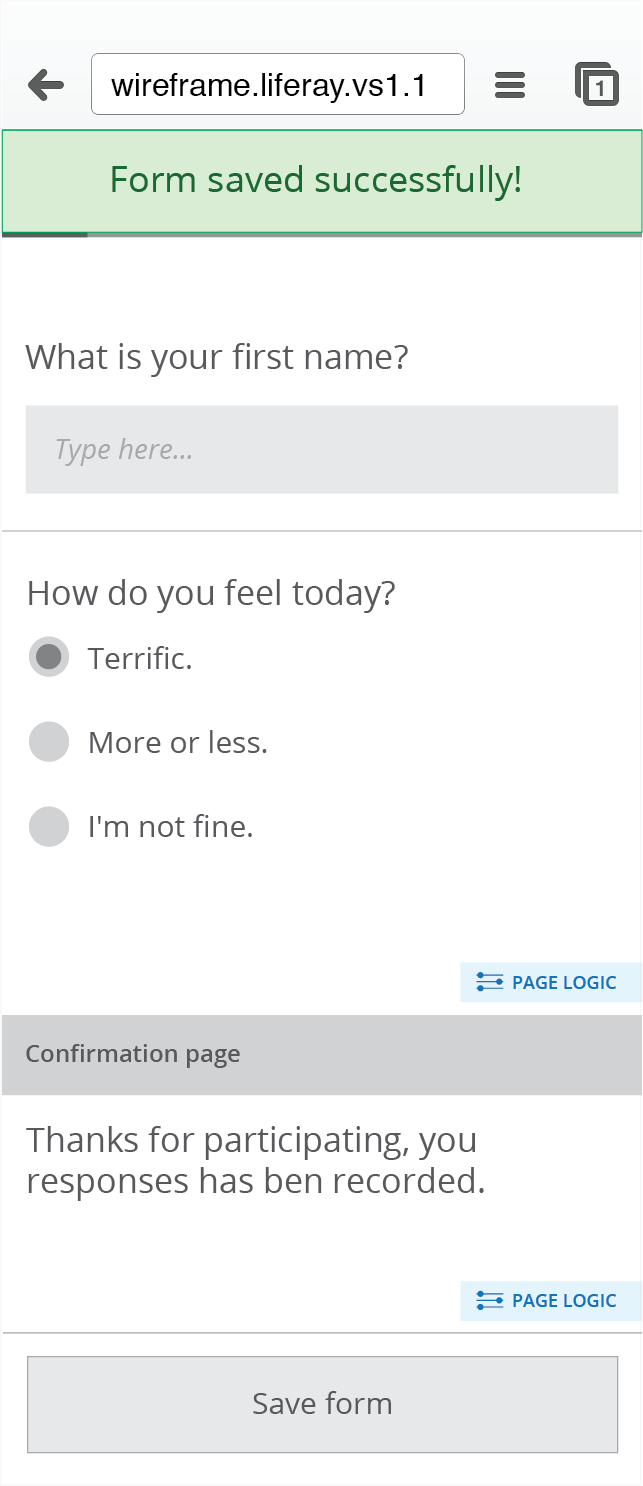 wireframe.liferay.vs1.1
1
Form saved successfully!
What is your first name?
Type here...
How do you feel today?
Terrific.
More or less.
I'm not fine.
PAGE LOGIC
Confirmation page
Thanks for participating, you
responses has ben recorded.
PAGE LOGIC
Save form